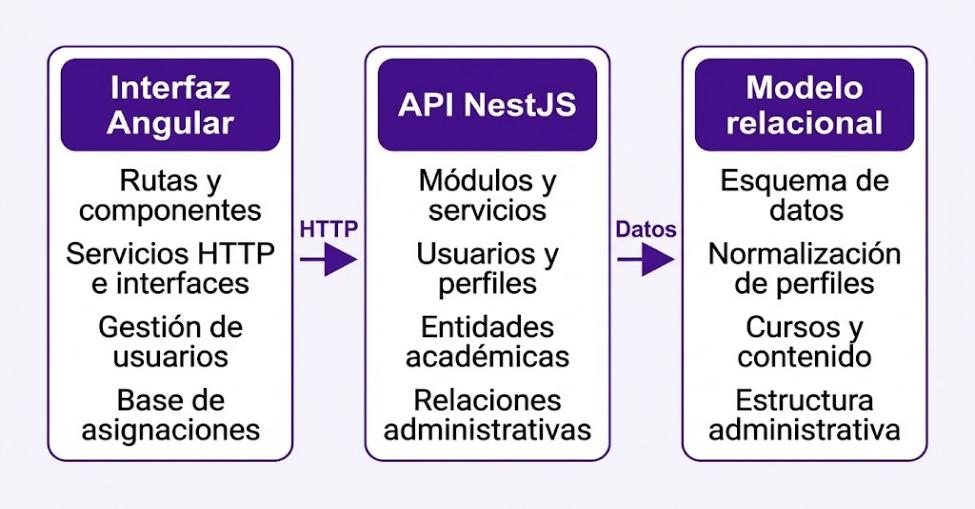 Interfaz
Angular
Rutas y
componentes
Servicios HTTP
e interfaces
Gestión de
usuarios
Base de
asignaciones
HTTP
API NestJS
Módulos y
servicios
Usuarios y
perfiles
Entidades
académicas
Relaciones
administrativas
Datos
Modelo
relacional
Esquema de
datos
Normalización
de perfiles
Cursos y
contenido
Estructura
administrativa